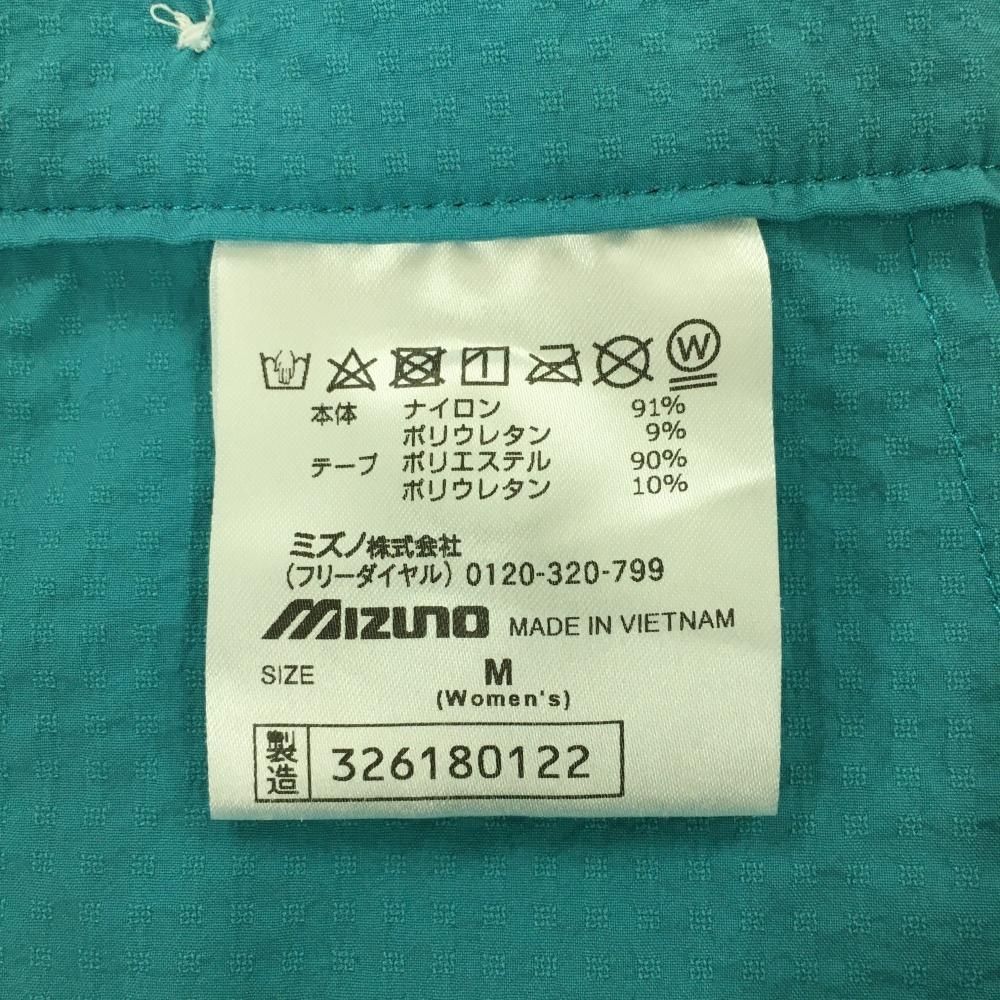 W
本体 ナイロン 91%
ポリウレタン 9%
テープ ポリエステル 90%
ポリウレタン 10%
ミズノ株式会社
(フリーダイヤル) 0120-320-799
MIZUNO MADE IN VIETNAM
SIZE M
(Women's)
製造 326180122